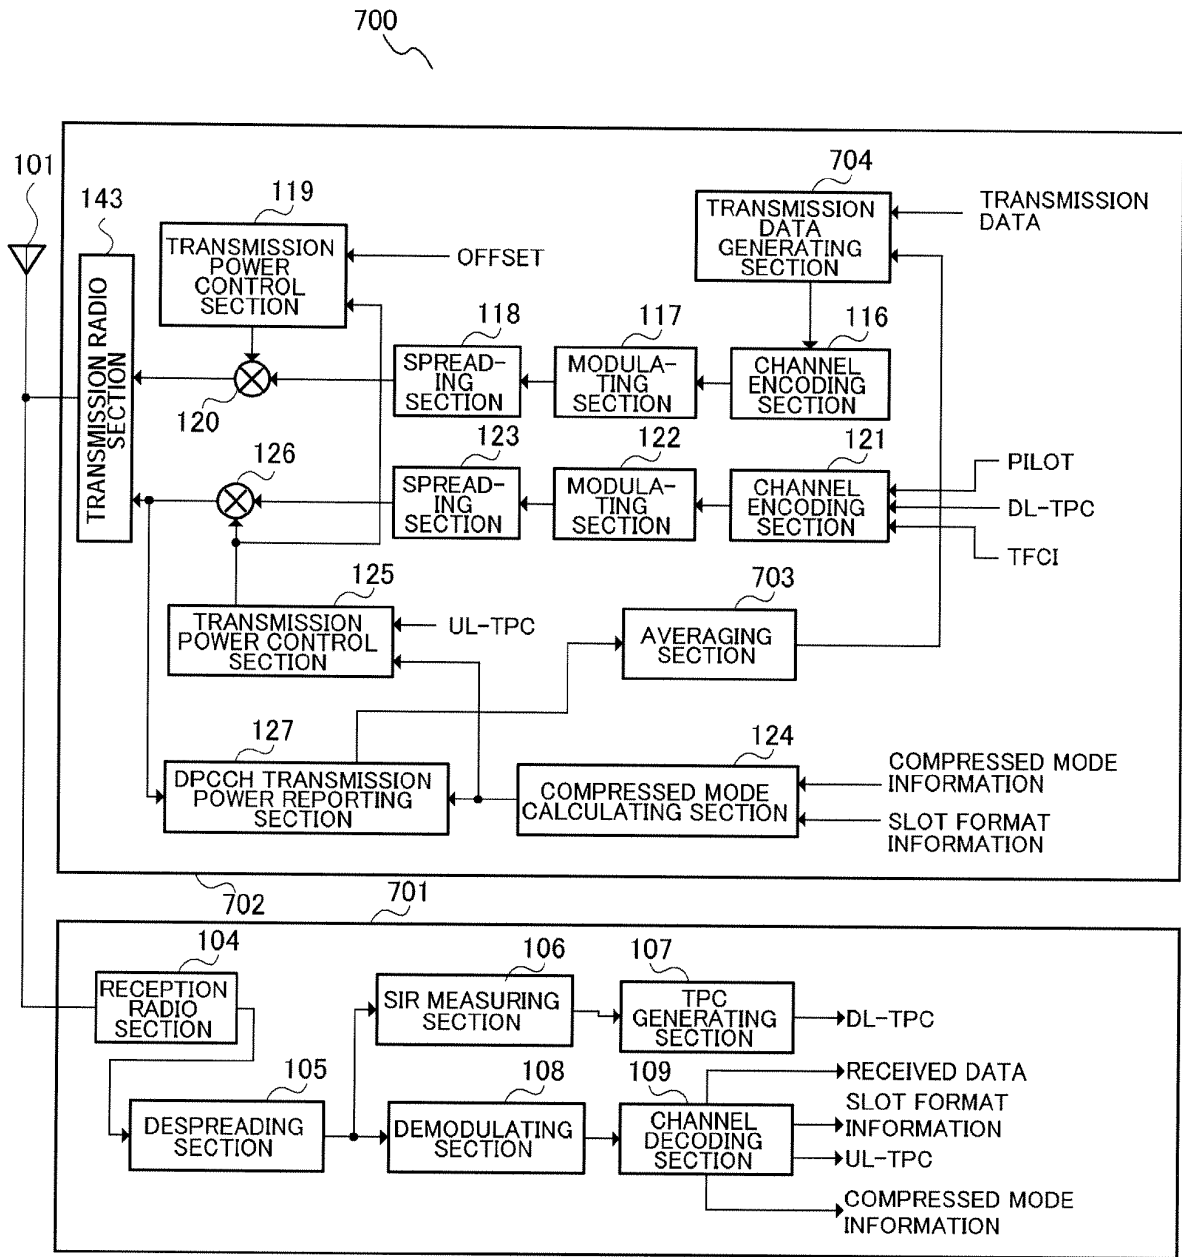 700
101
143
119
TRANSMISSION
POWER
CONTROL
SECTION
OFFSET
704
TRANSMISSION
DATA
GENERATING
SECTION
TRANSMISSION
DATA
TRANSMISSION RADIO
SECTION
118
SPREAD-
ING
SECTION
117
MODULA-
TING
SECTION
116
CHANNEL
ENCODING
SECTION
120
126
123
SPREAD-
ING
SECTION
122
MODULA-
TING
SECTION
121
CHANNEL
ENCODING
SECTION
PILOT
DL-TPC
TFCI
125
TRANSMISSION
POWER CONTROL
SECTION
UL-TPC
703
AVERAGING
SECTION
127
DPCCH TRANSMISSION
POWER REPORTING
SECTION
124
COMPRESSED MODE
CALCULATING SECTION
COMPRESSED MODE
INFORMATION
SLOT FORMAT
INFORMATION
702
701
104
RECEPTION
RADIO
SECTION
106
SIR MEASURING
SECTION
107
TPC
GENERATING
SECTION
DL-TPC
105
DESPREADING
SECTION
108
DEMODULATING
SECTION
109
CHANNEL
DECODING
SECTION
RECEIVED DATA
SLOT FORMAT
INFORMATION
UL-TPC
COMPRESSED MODE
INFORMATION